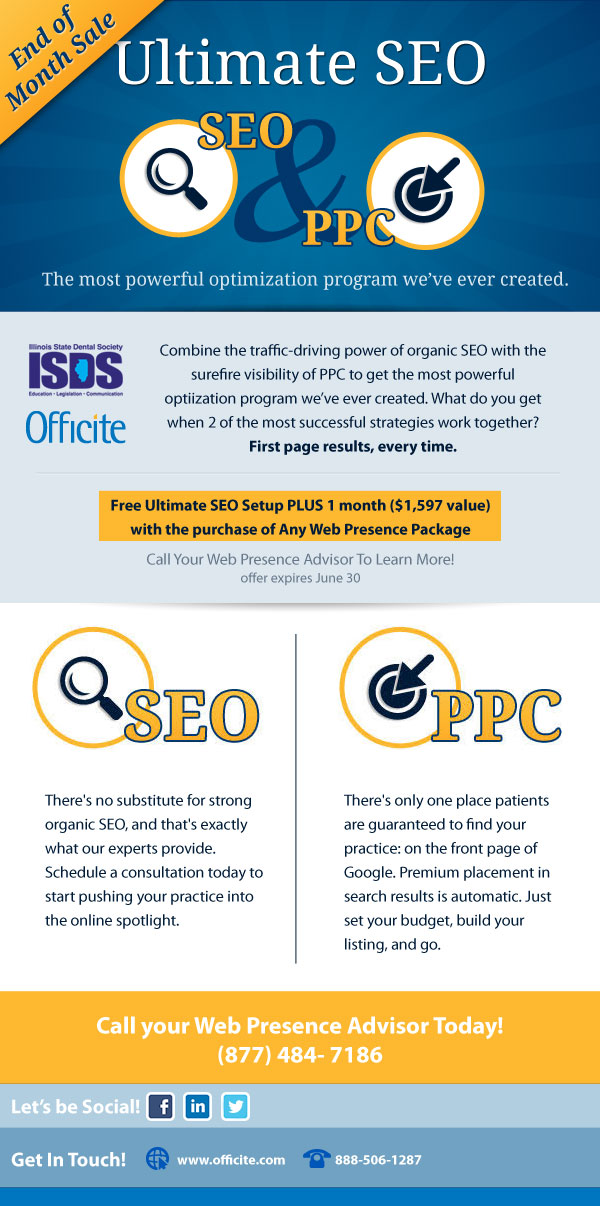 End of
Month Sale
Ultimate SEO
SEO
&
PPC
The most powerful optimization program we've ever created.
Illinois State Dental Society
ISDS
Education - Legislation - Communication
Officite
Combine the traffic-driving power of organic SEO with the
surefire visibility of PPC to get the most powerful
optiization program we've ever created. What do you get
when 2 of the most successful strategies work together?
First page results, every time.
Free Ultimate SEO Setup PLUS 1 month ($1,597 value)
with the purchase of Any Web Presence Package
Call Your Web Presence Advisor To Learn More!
offer expires June 30
SEO
There's no substitute for strong
organic SEO, and that's exactly
what our experts provide.
Schedule a consultation today to
start pushing your practice into
the online spotlight.
PPC
There's only one place patients
are guaranteed to find your
practice: on the front page of
Google. Premium placement in
search results is automatic. Just
set your budget, build your
listing, and go.
Call your Web Presence Advisor Today!
(877) 484- 7186
Let's be Social!
Get In Touch! www.officite.com 888-506-1287